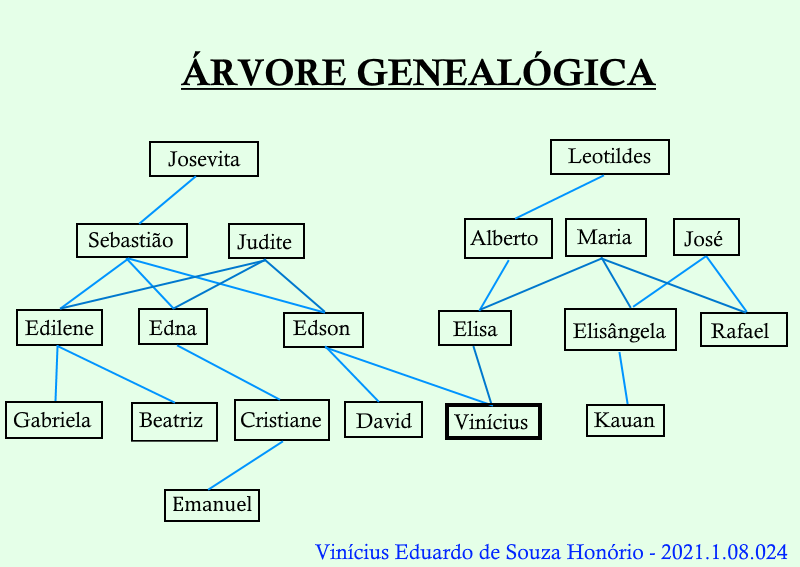 ÁRVORE GENEALÓGICA
Josevita
Leotildes
Sebastião
Judite
Alberto
Maria
José
Edilene
Edna
Edson
Elisa
Elisângela
Rafael
Gabriela
Beatriz
Cristiane
David
Vinícius
Kauan
Emanuel
Vinícius Eduardo de Souza Honório - 2021.1.08.024